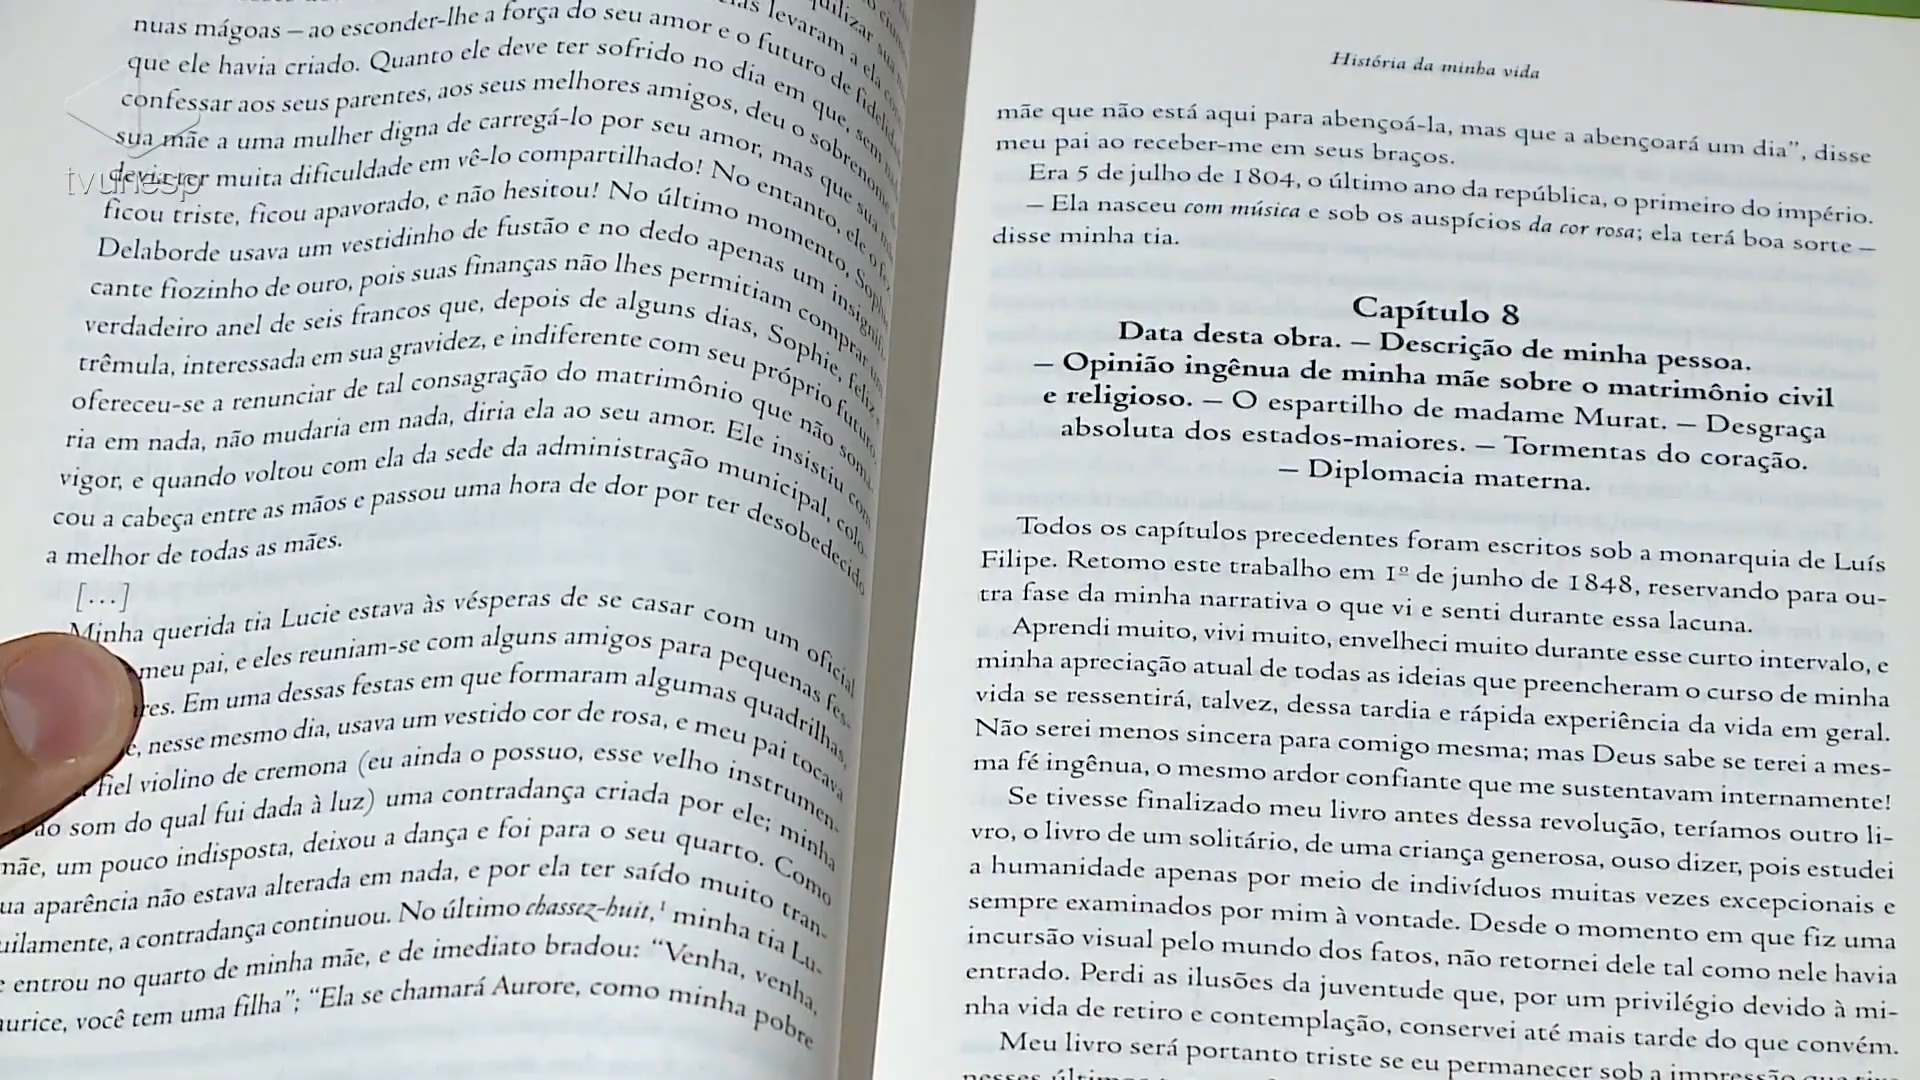 nuas mágoas – ao esconder-lhe a força do seu amor e o futuro de fidelid
que ele havia criado. Quanto ele deve ter sofrido no dia em que, sem
confessar aos seus parentes, aos seus melhores amigos, deu o sobrenome
sua mãe a uma mulher digna de carregá-lo por seu amor, mas que sua
devia ter muita dificuldade em vê-lo compartilhado! No entanto, ele o fez,
ficou triste, ficou apavorado, e não hesitou! No último momento, Sophie
Delaborde usava um vestidinho de fustão e no dedo apenas um insignifi-
cante fiozinho de ouro, pois suas finanças não lhes permitiam comprar um
verdadeiro anel de seis francos que, depois de alguns dias, Sophie, feliz,
trêmula, interessada em sua gravidez, e indiferente com seu próprio futuro,
ofereceu-se a renunciar de tal consagração do matrimônio que não soma-
ria em nada, não mudaria em nada, diria ela ao seu amor. Ele insistiu com
vigor, e quando voltou com ela da sede da administração municipal, colo-
cou a cabeça entre as mãos e passou uma hora de dor por ter desobedecido
a melhor de todas as mães.
[...]
Minha querida tia Lucie estava às vésperas de se casar com um oficial
meu pai, e eles reuniam-se com alguns amigos para pequenas fes-
res. Em uma dessas festas em que formaram algumas quadrilhas,
e, nesse mesmo dia, usava um vestido cor de rosa, e meu pai tocava
fiel violino de cremona (eu ainda o possuo, esse velho instrumen-
ao som do qual fui dada à luz) uma contradança criada por ele; minha
mãe, um pouco indisposta, deixou a dança e foi para o seu quarto. Como
ua aparência não estava alterada em nada, e por ela ter saído muito tran-
uilamente, a contradança continuou. No último chassez-huit,¹ minha tia Lu-
e entrou no quarto de minha mãe, e de imediato bradou: “Venha, venha,
aurice, você tem uma filha”; “Ela se chamará Aurore, como minha pobre
tvunesp
História da minha vida
mãe que não está aqui para abençoá-la, mas que a abençoará um dia”, disse
meu pai ao receber-me em seus braços.
Era 5 de julho de 1804, o último ano da república, o primeiro do império.
– Ela nasceu com música e sob os auspícios da cor rosa; ela terá boa sorte –
disse minha tia.
Capítulo 8
Data desta obra. – Descrição de minha pessoa.
– Opinião ingênua de minha mãe sobre o matrimônio civil
e religioso. – O espartilho de madame Murat. – Desgraça
absoluta dos estados-maiores. – Tormentas do coração.
– Diplomacia materna.
Todos os capítulos precedentes foram escritos sob a monarquia de Luís
Filipe. Retomo este trabalho em 1º de junho de 1848, reservando para ou-
tra fase da minha narrativa o que vi e senti durante essa lacuna.
Aprendi muito, vivi muito, envelheci muito durante esse curto intervalo, e
minha apreciação atual de todas as ideias que preencheram o curso de minha
vida se ressentirá, talvez, dessa tardia e rápida experiência da vida em geral.
Não serei menos sincera para comigo mesma; mas Deus sabe se terei a mes-
ma fé ingênua, o mesmo ardor confiante que me sustentavam internamente!
Se tivesse finalizado meu livro antes dessa revolução, teríamos outro li-
vro, o livro de um solitário, de uma criança generosa, ouso dizer, pois estudei
a humanidade apenas por meio de indivíduos muitas vezes excepcionais e
sempre examinados por mim à vontade. Desde o momento em que fiz uma
incursão visual pelo mundo dos fatos, não retornei dele tal como nele havia
entrado. Perdi as ilusões da juventude que, por um privilégio devido à mi-
nha vida de retiro e contemplação, conservei até mais tarde do que convém.
Meu livro será portanto triste se eu permanecer sob a impressão que